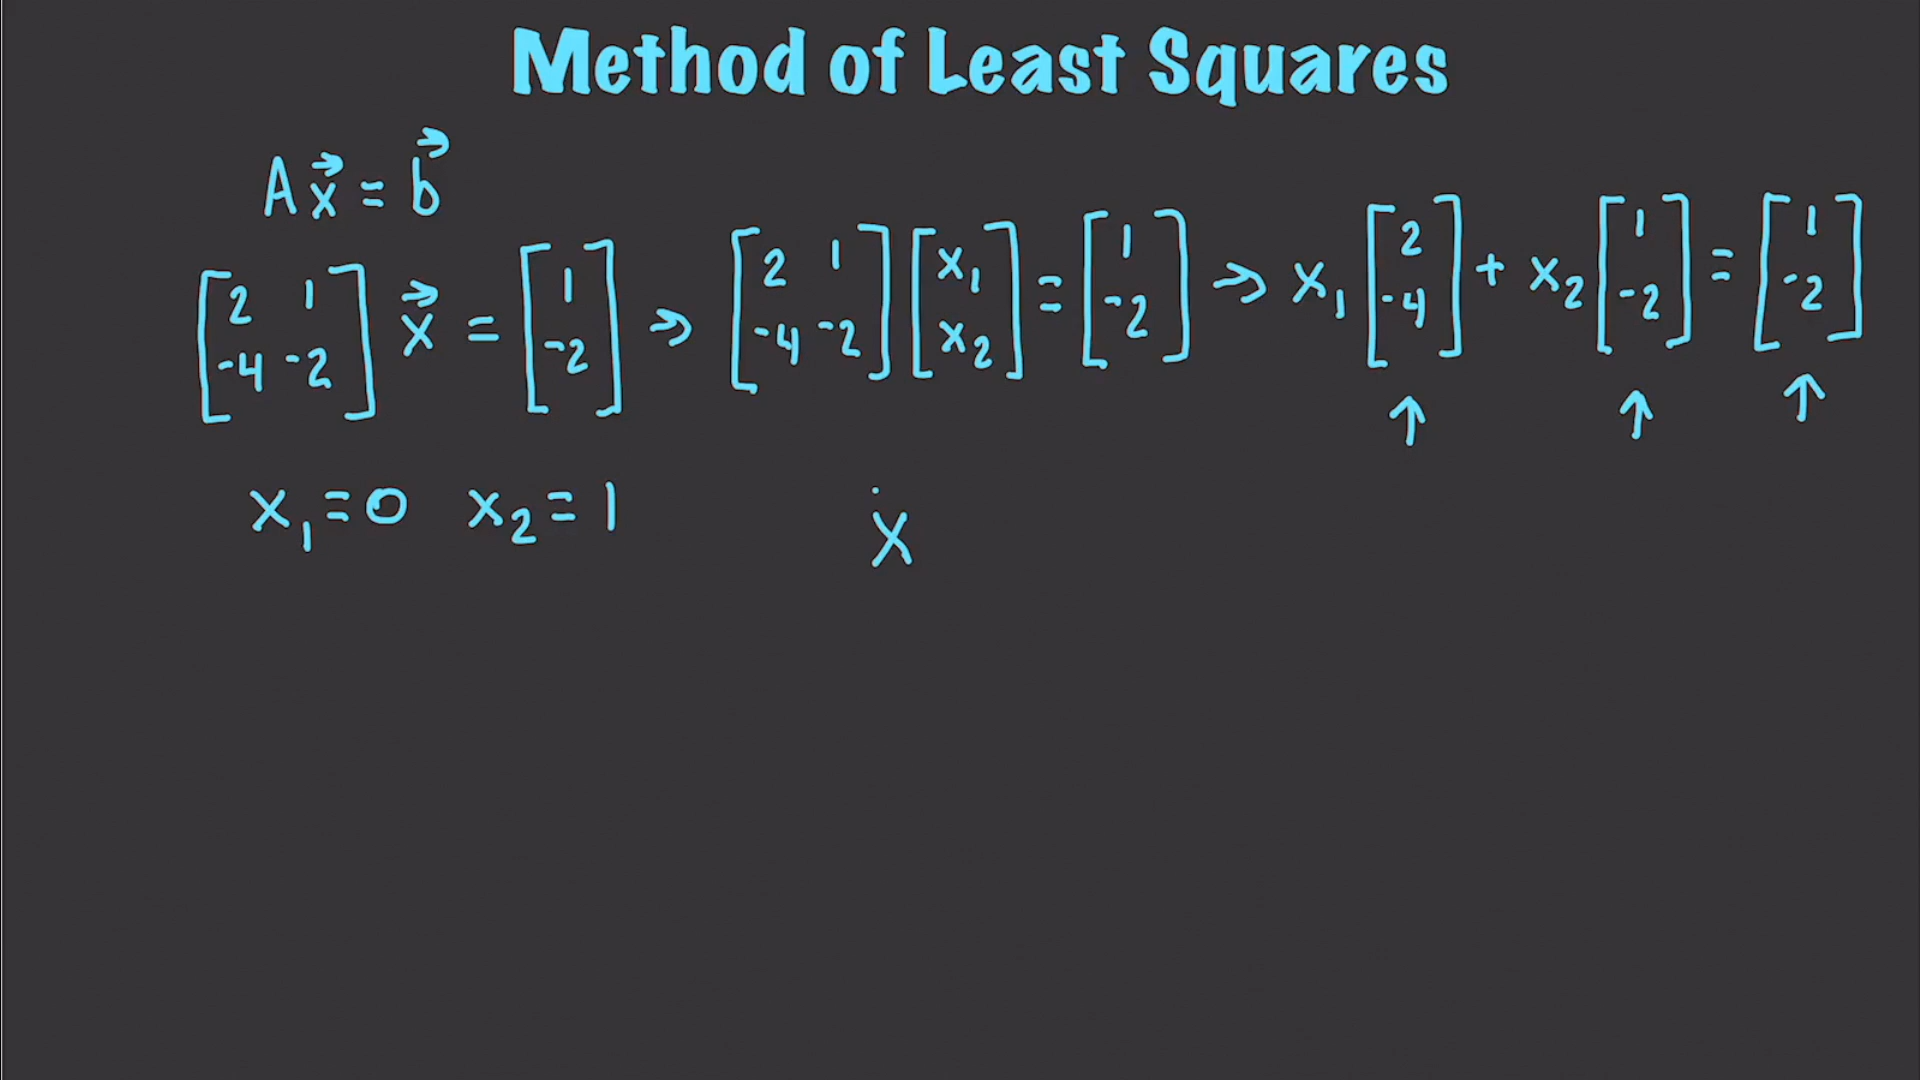 Method of Least Squares
A x⃗ = b⃗
[2 1; -4 -2] x⃗ = [1; -2] → [2 1; -4 -2] [x₁; x₂] = [1; -2] → x₁ [2; -4] + x₂ [1; -2] = [1; -2]
↑ ↑ ↑
x₁ = 0 x₂ = 1 x